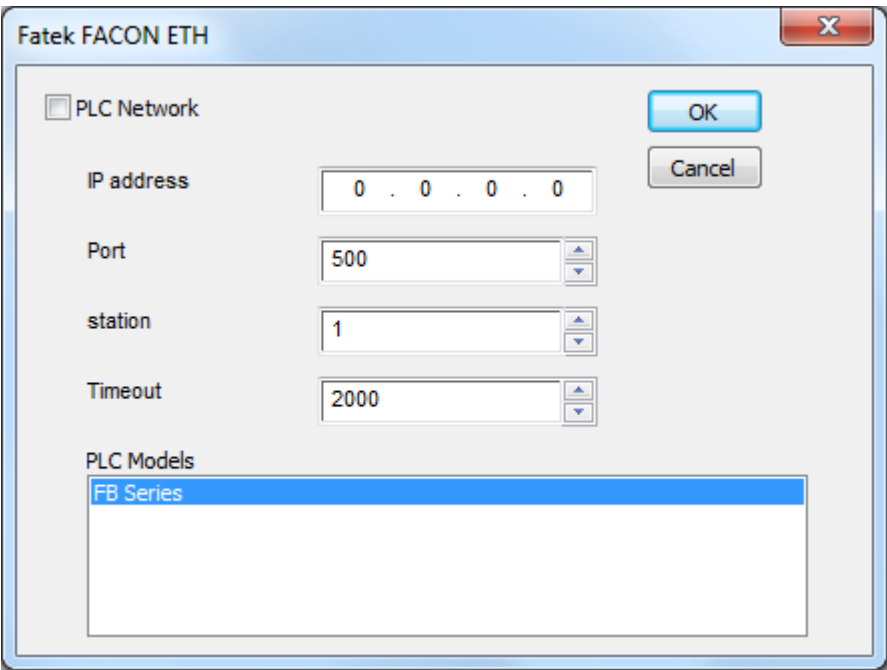 Fatek FACON ETH
PLC Network
OK
Cancel
IP address
0 . 0 . 0 . 0
Port
500
station
1
Timeout
2000
PLC Models
FB Series